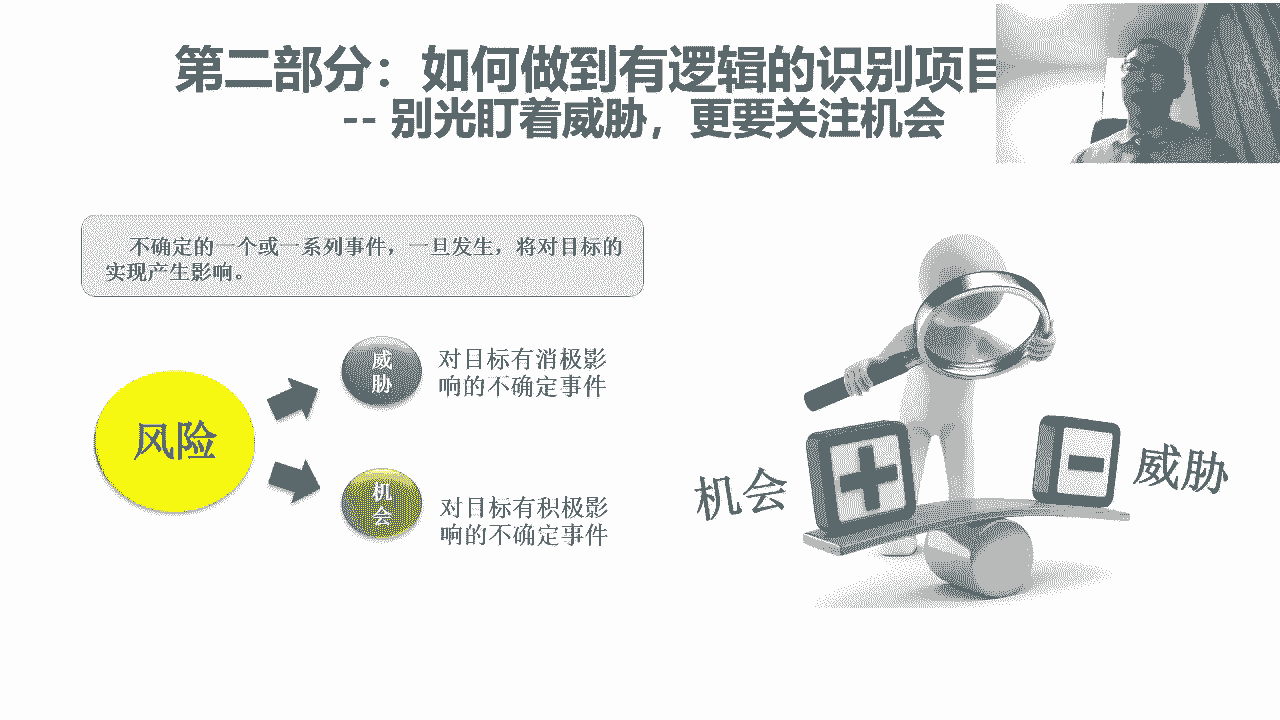 第二部分：如何做到有逻辑的识别项目
-- 别光盯着威胁，更要关注机会
不确定的一个或一系列事件，一旦发生，将对目标的
实现产生影响。
风险
威
胁
对目标有消极影
响的不确定事件
机
会
对目标有积极影
响的不确定事件
机会
威胁